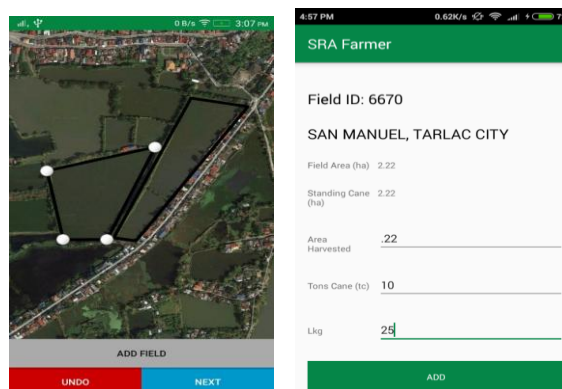 0 B/s 3:07 PM
ADD FIELD
UNDO NEXT
4:57 PM 0.62K/s 7
SRA Farmer
Field ID: 6670
SAN MANUEL, TARLAC CITY
Field Area (ha) 2.22
Standing Cane 2.22
(ha)
Area .22
Harvested
Tons Cane (tc) 10
Lkg 25
ADD